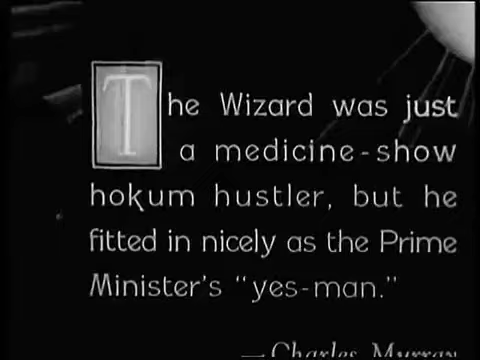 The Wizard was just
a medicine-show
hokum hustler, but he
fitted in nicely as the Prime
Minister's "yes-man."
—Charles Murray